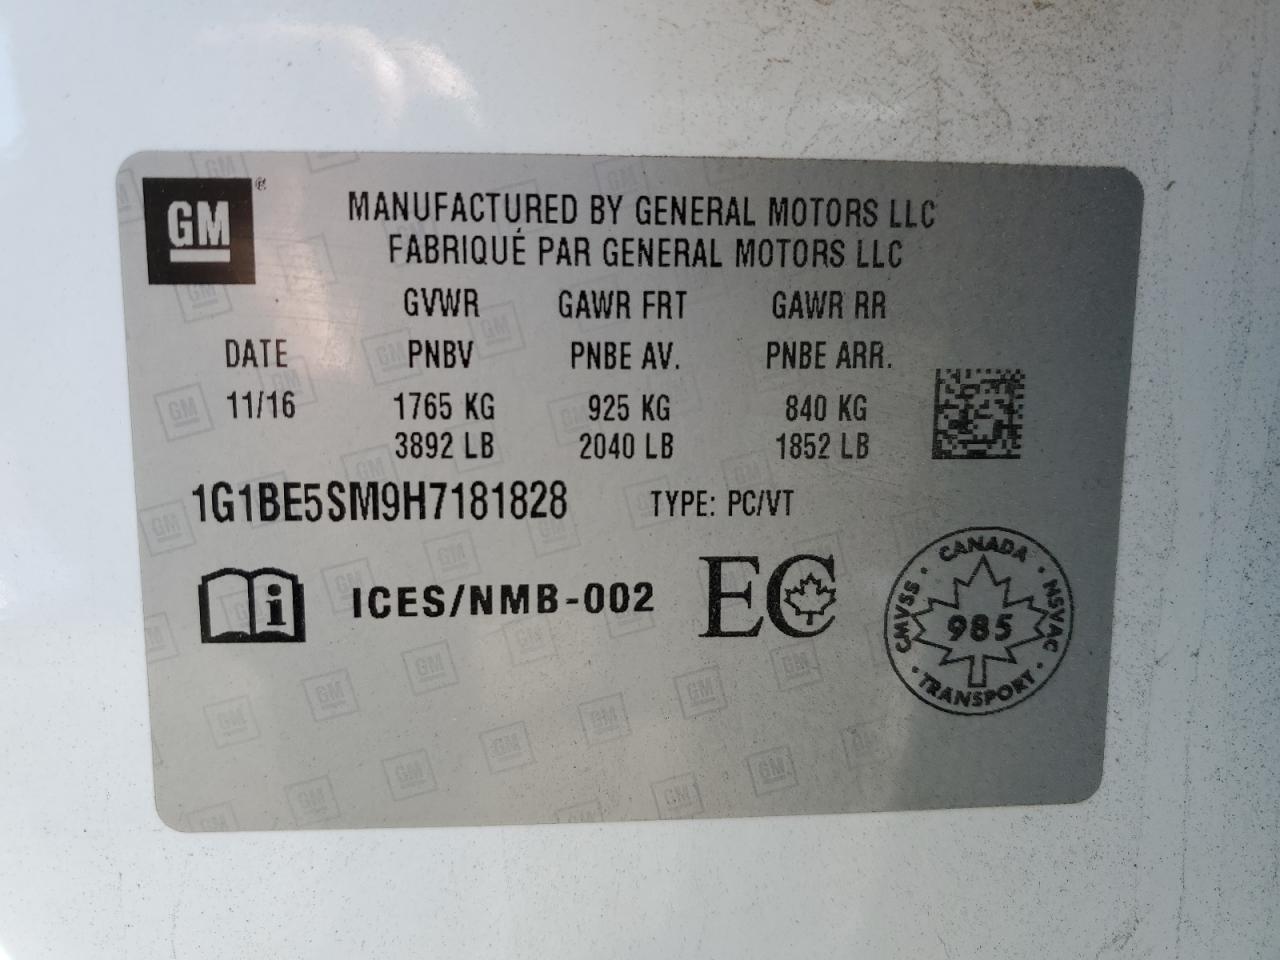 GM®
MANUFACTURED BY GENERAL MOTORS LLC
FABRIQUÉ PAR GENERAL MOTORS LLC
GVWR GAWR FRT GAWR RR
DATE PNBV PNBE AV. PNBE ARR.
11/16 1765 KG 925 KG 840 KG
3892 LB 2040 LB 1852 LB
1G1BE5SM9H7181828 TYPE: PC/VT
i ICES/NMB-002 EC
CANADA
CMVSS · NSVAC
985
TRANSPORT